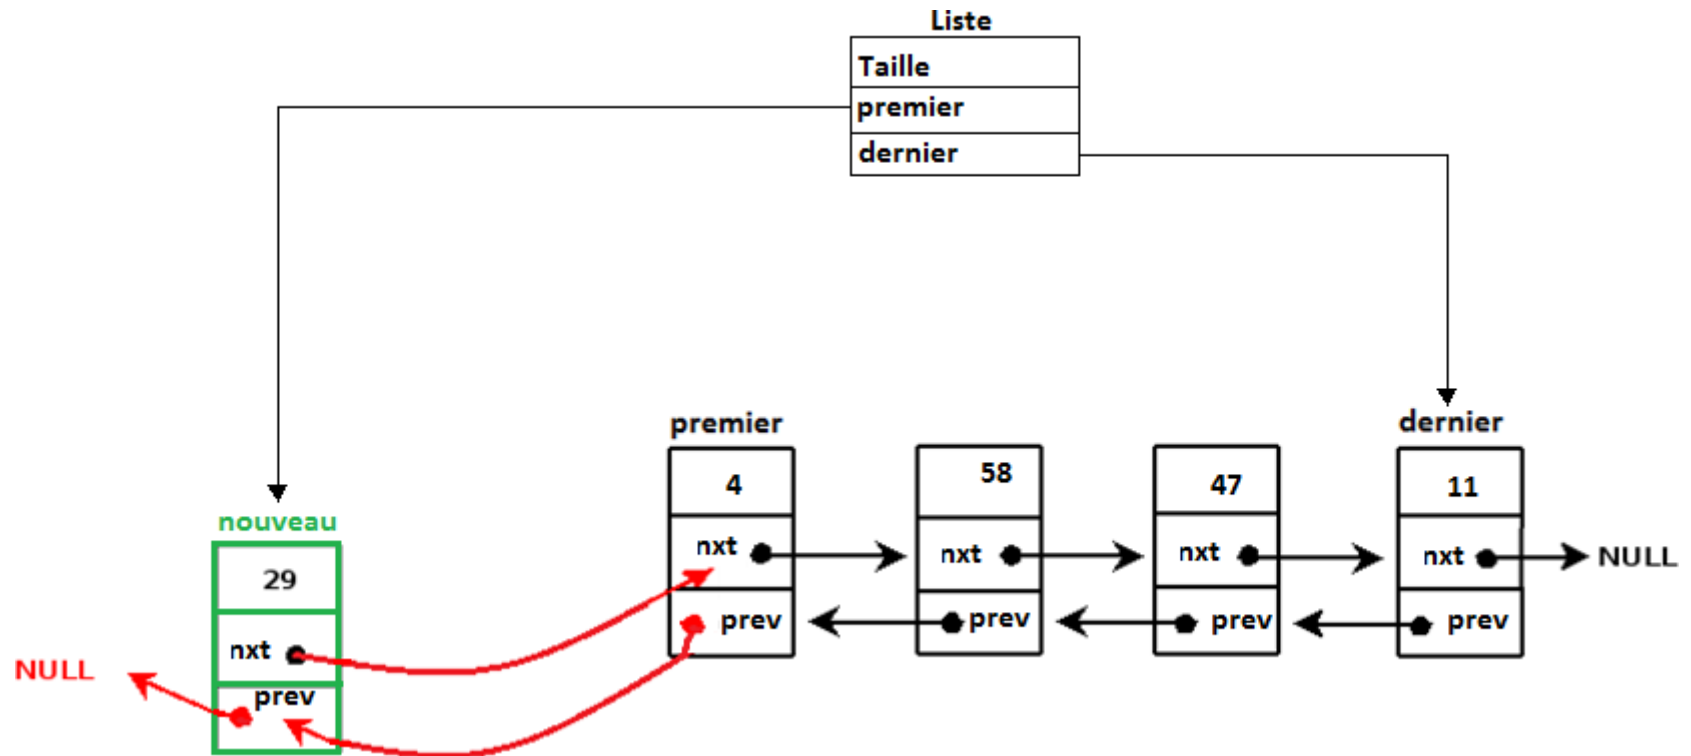 Liste
Taille
premier
dernier
premier
dernier
4
58
47
11
nouveau
nxt
nxt
nxt
nxt
NULL
29
prev
prev
prev
prev
nxt
NULL
prev